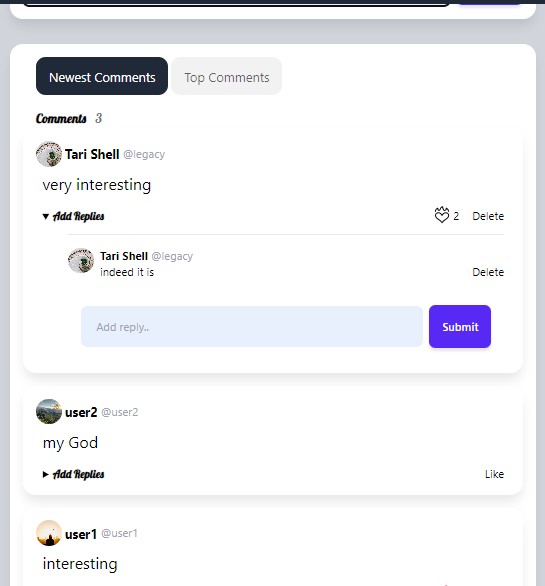 Newest Comments Top Comments
Comments 3
Tari Shell @legacy
very interesting
▼ Add Replies 2 Delete
Tari Shell @legacy
indeed it is Delete
Add reply.. Submit
user2 @user2
my God
► Add Replies Like
user1 @user1
interesting